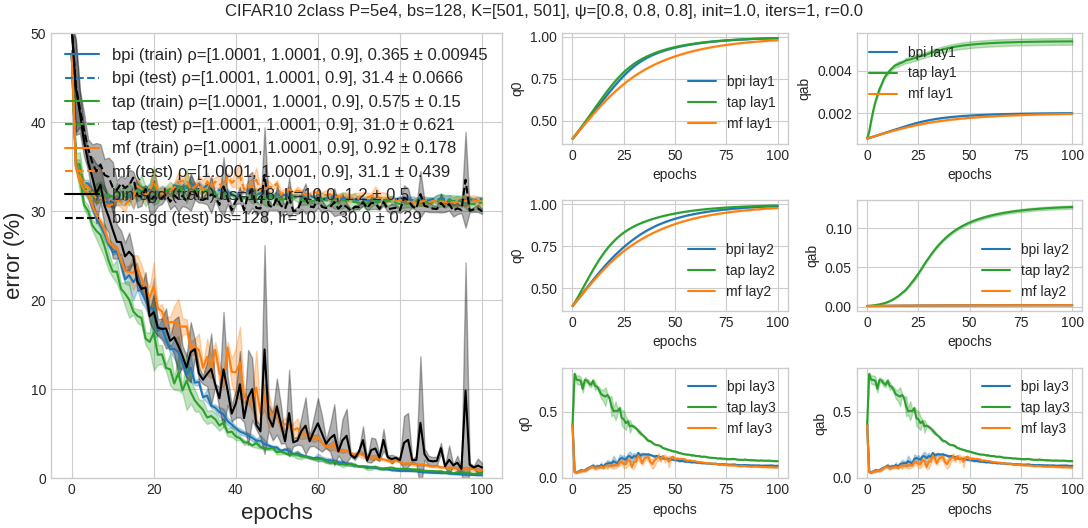 CIFAR10 2class P=5e4, bs=128, K=[501, 501], ψ=[0.8, 0.8, 0.8], init=1.0, iters=1, r=0.0
error (%)
50
40
30
20
10
0
bpi (train) ρ=[1.0001, 1.0001, 0.9], 0.365 ± 0.00945
bpi (test) ρ=[1.0001, 1.0001, 0.9], 31.4 ± 0.0666
tap (train) ρ=[1.0001, 1.0001, 0.9], 0.575 ± 0.15
tap (test) ρ=[1.0001, 1.0001, 0.9], 31.0 ± 0.621
mf (train) ρ=[1.0001, 1.0001, 0.9], 0.92 ± 0.178
mf (test) ρ=[1.0001, 1.0001, 0.9], 31.1 ± 0.439
bin-sgd (train) bs=128, lr=10.0, 1.2 ± 0.5
bin-sgd (test) bs=128, lr=10.0, 30.0 ± 0.29
0 20 40 60 80 100
epochs
q0
1.00
0.75
0.50
bpi lay1
tap lay1
mf lay1
0 25 50 75 100
epochs
qab
0.004
0.002
bpi lay1
tap lay1
mf lay1
0 25 50 75 100
epochs
q0
1.00
0.75
0.50
bpi lay2
tap lay2
mf lay2
0 25 50 75 100
epochs
qab
0.10
0.05
0.00
bpi lay2
tap lay2
mf lay2
0 25 50 75 100
epochs
q0
0.5
0.0
bpi lay3
tap lay3
mf lay3
0 25 50 75 100
epochs
qab
0.5
0.0
bpi lay3
tap lay3
mf lay3
0 25 50 75 100
epochs